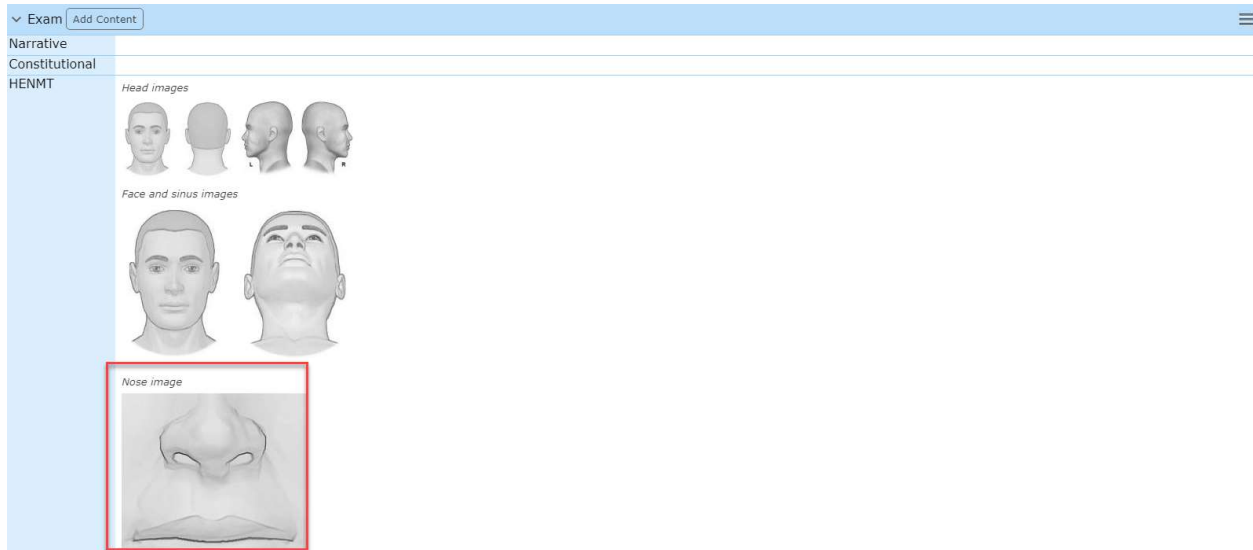 Exam Add Content
Narrative
Constitutional
HENMT
Head images
L R
Face and sinus images
Nose image